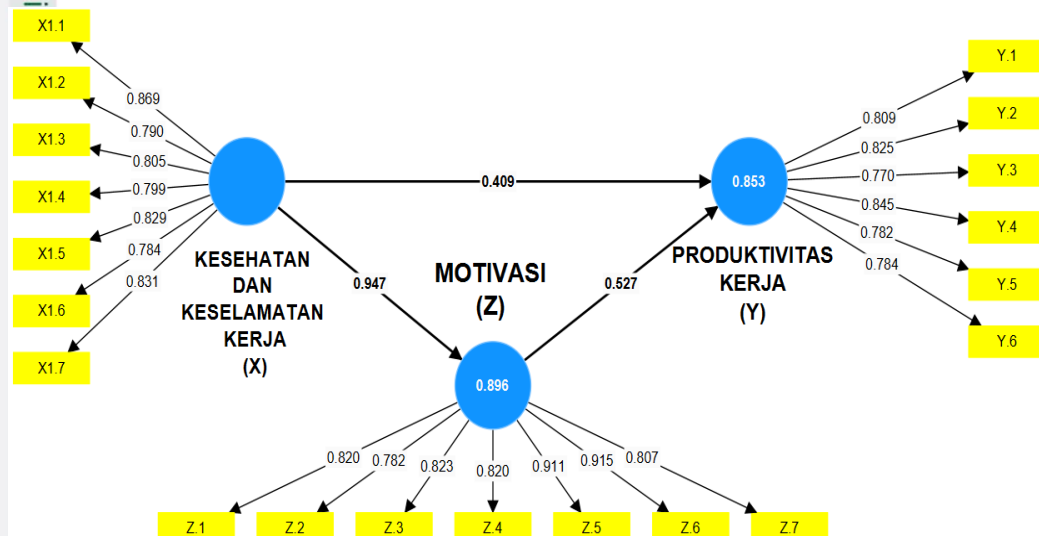 X1.1
X1.2
X1.3
X1.4
X1.5
X1.6
X1.7
0.869
0.790
0.805
0.799
0.829
0.784
0.831
KESEHATAN
DAN
KESELAMATAN
KERJA
(X)
0.409
0.947
MOTIVASI
(Z)
0.527
0.896
0.853
PRODUKTIVITAS
KERJA
(Y)
0.809
0.825
0.770
0.845
0.782
0.784
Y.1
Y.2
Y.3
Y.4
Y.5
Y.6
0.820
0.782
0.823
0.820
0.911
0.915
0.807
Z.1
Z.2
Z.3
Z.4
Z.5
Z.6
Z.7